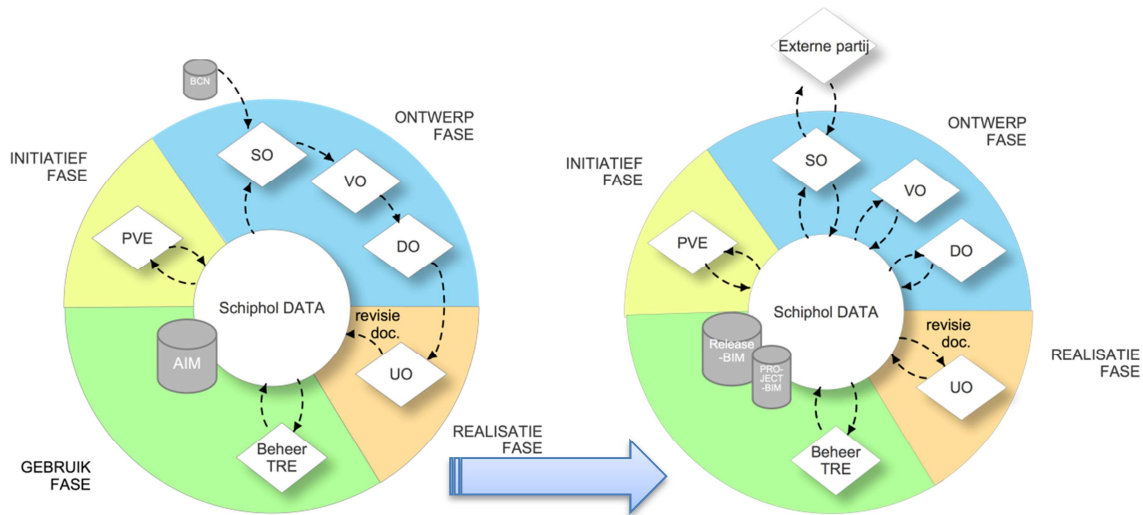 BCN
ONTWERP
FASE
INITIATIEF
FASE
SO
VO
PVE
DO
Schiphol DATA
revisie
doc.
AIM
UO
REALISATIE
FASE
Beheer
TRE
GEBRUIK
FASE
Externe partij
ONTWERP
FASE
INITIATIEF
FASE
SO
VO
PVE
DO
Schiphol DATA
revisie
doc.
Release
-BIM
PRO-
JECT
-BIM
REALISATIE
FASE
UO
Beheer
TRE